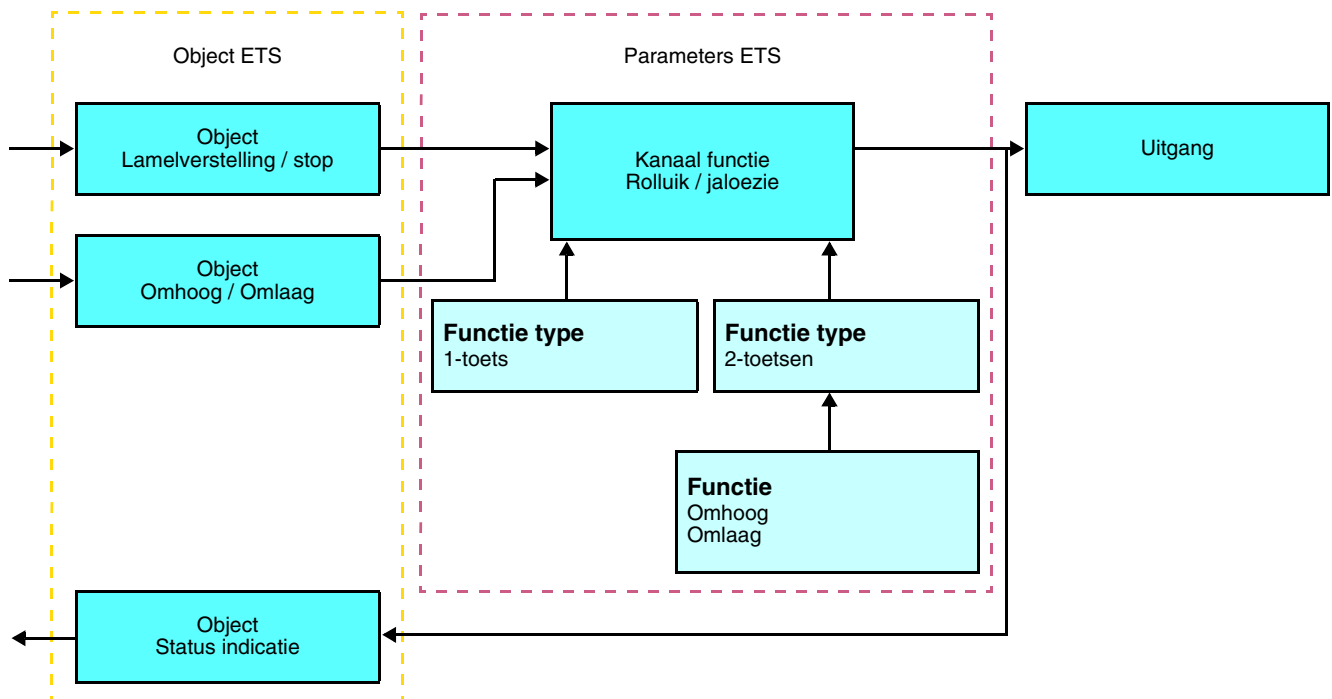 Object ETS
Parameters ETS
Object
Lamelverstelling / stop
Kanaal functie
Rolluik / jaloezie
Uitgang
Object
Omhoog / Omlaag
Functie type
1-toets
Functie type
2-toetsen
Functie
Omhoog
Omlaag
Object
Status indicatie